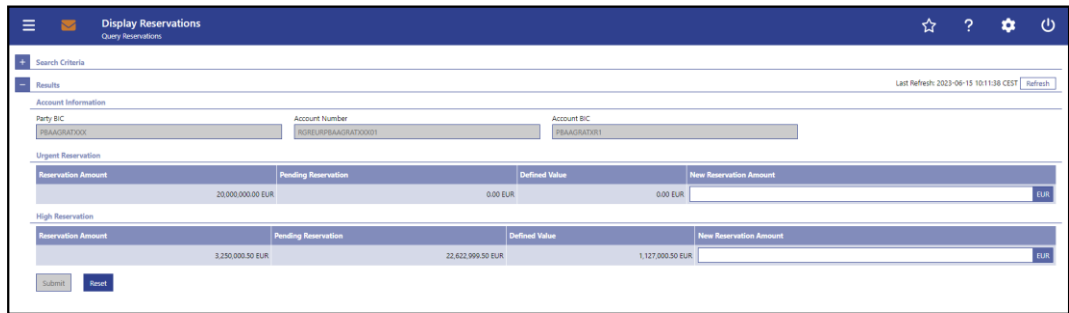 Display Reservations
Query Reservations
+ Search Criteria
− Results Last Refresh: 2023-06-15 10:11:38 CEST Refresh
Account Information
Party BIC Account Number Account BIC
PBAAGRATXXX RGREURPBAAGRATXXX01 PBAAGRATXR1
Urgent Reservation
Reservation Amount Pending Reservation Defined Value New Reservation Amount
20,000,000.00 EUR 0.00 EUR 0.00 EUR EUR
High Reservation
Reservation Amount Pending Reservation Defined Value New Reservation Amount
3,250,000.50 EUR 22,622,999.50 EUR 1,127,000.50 EUR EUR
Submit Reset